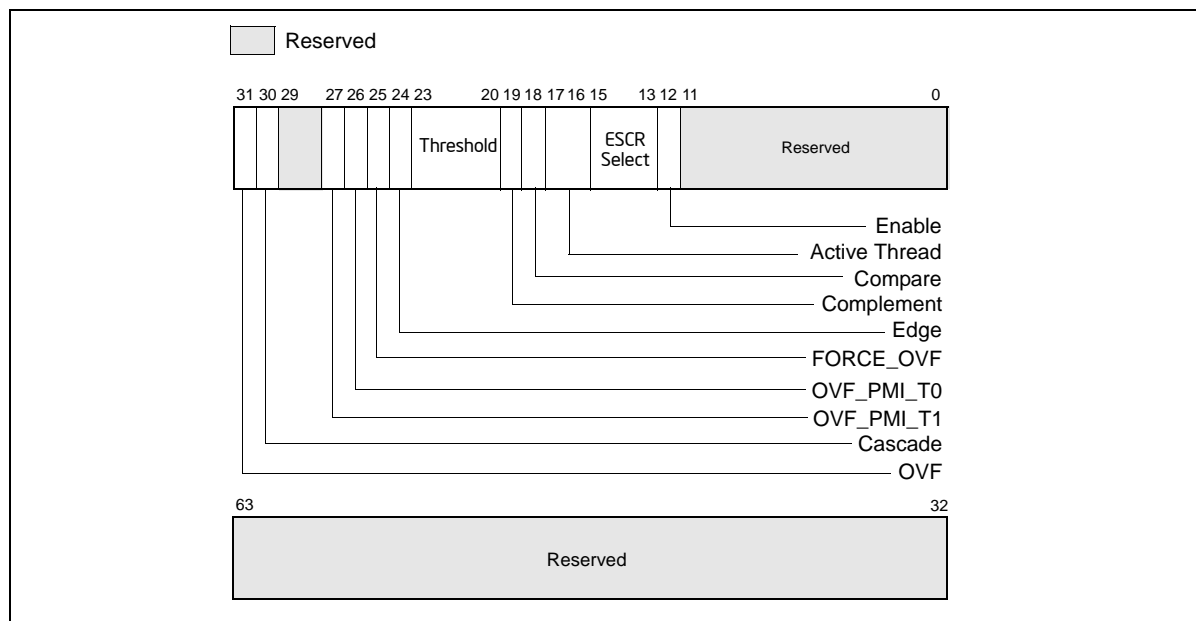 Reserved
31 30 29 27 26 25 24 23 20 19 18 17 16 15 13 12 11 0
Threshold
ESCR
Select
Reserved
Enable
Active Thread
Compare
Complement
Edge
FORCE_OVF
OVF_PMI_T0
OVF_PMI_T1
Cascade
OVF
63 32
Reserved